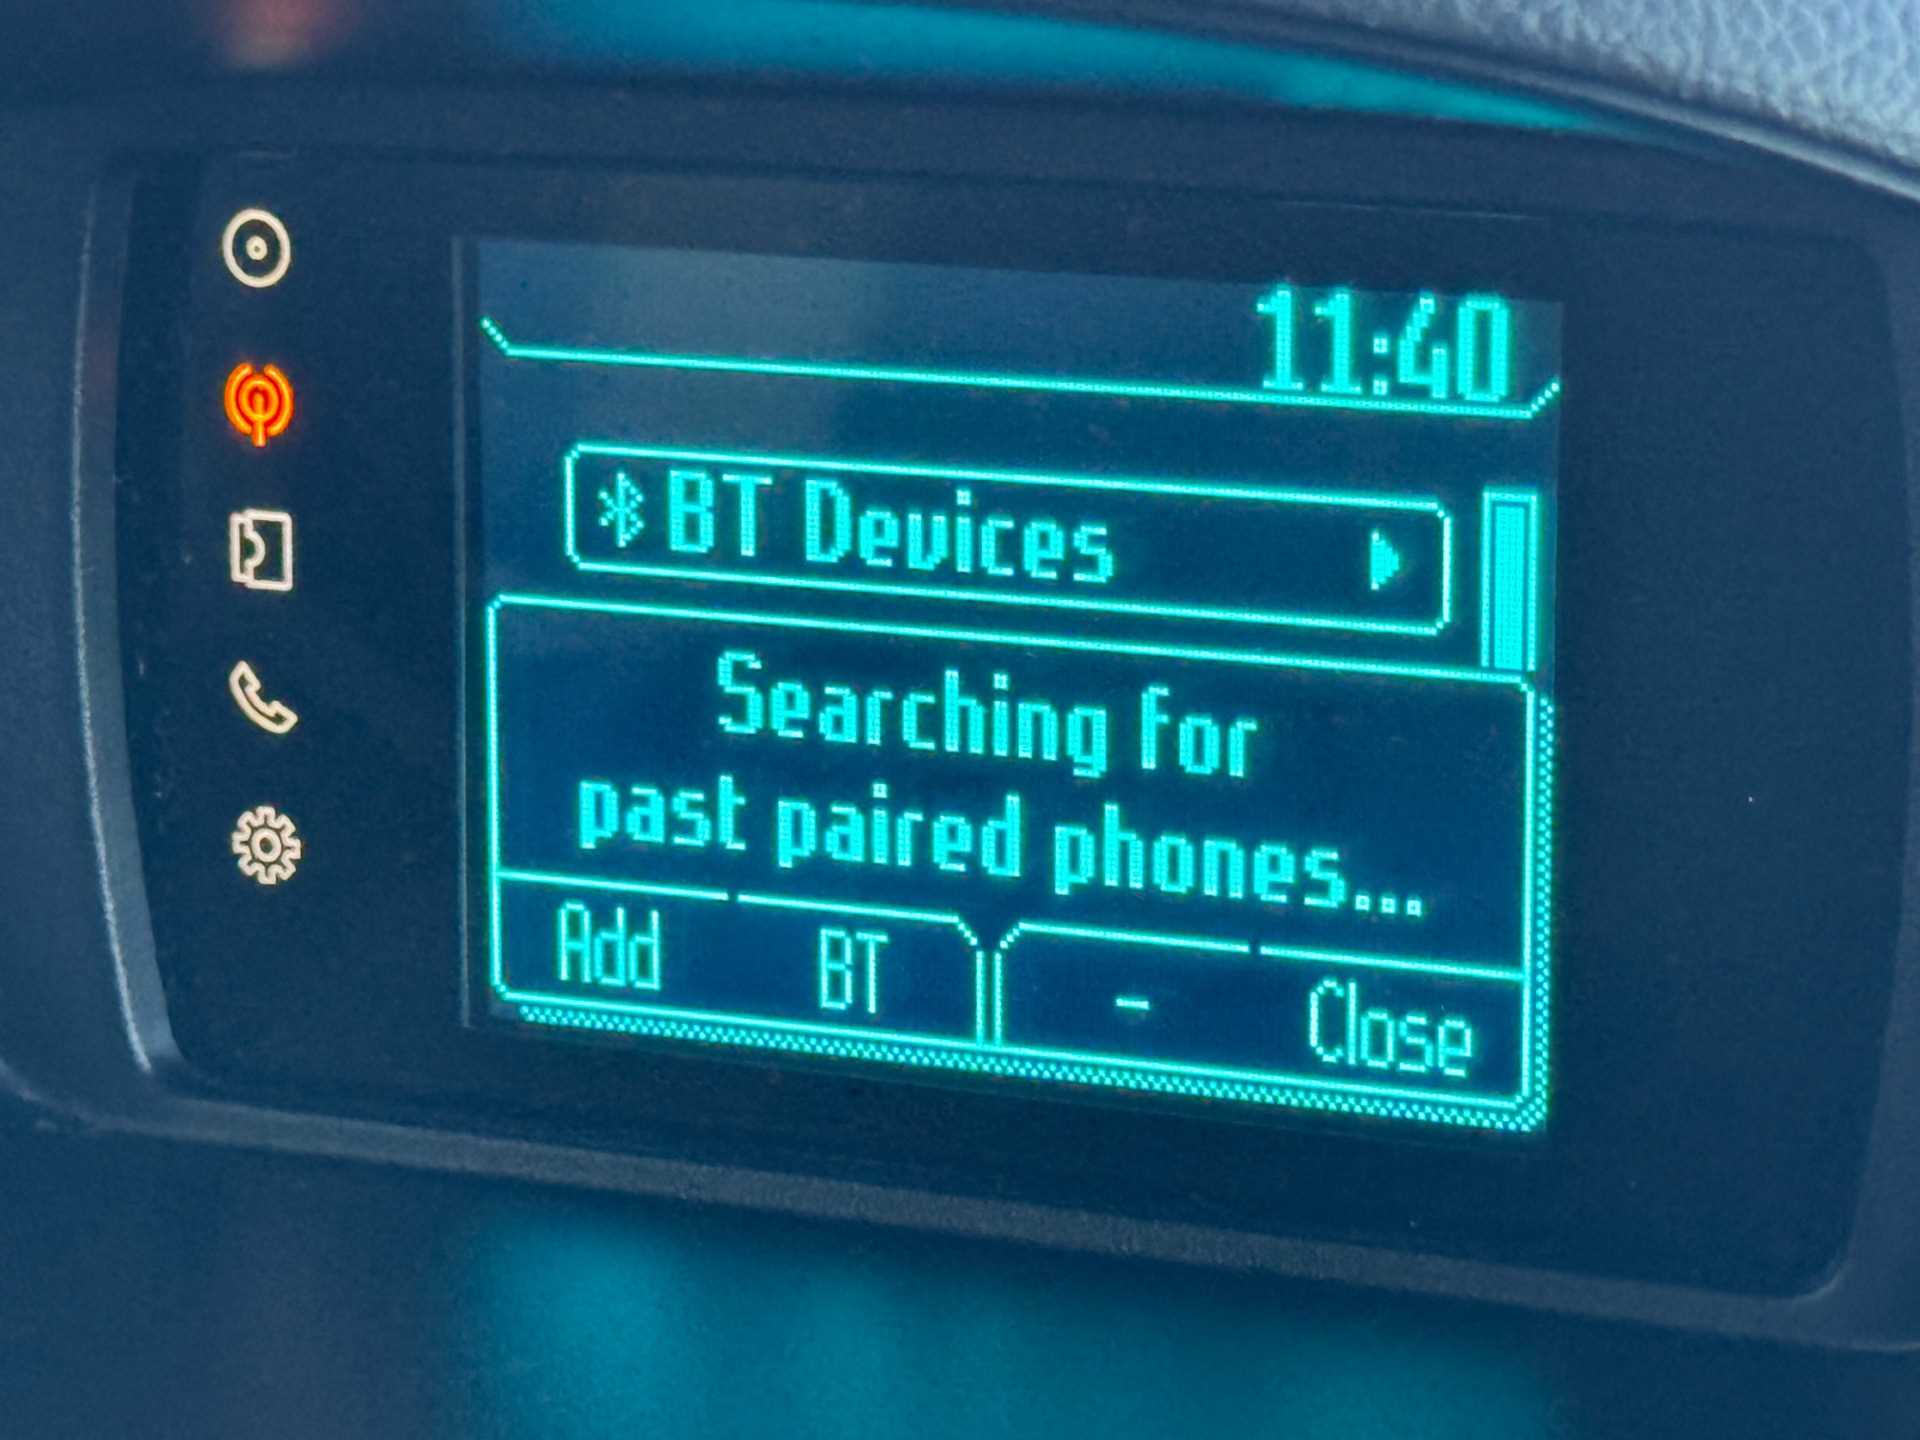 11:40
BT Devices
Searching for
past paired phones...
Add BT - Close